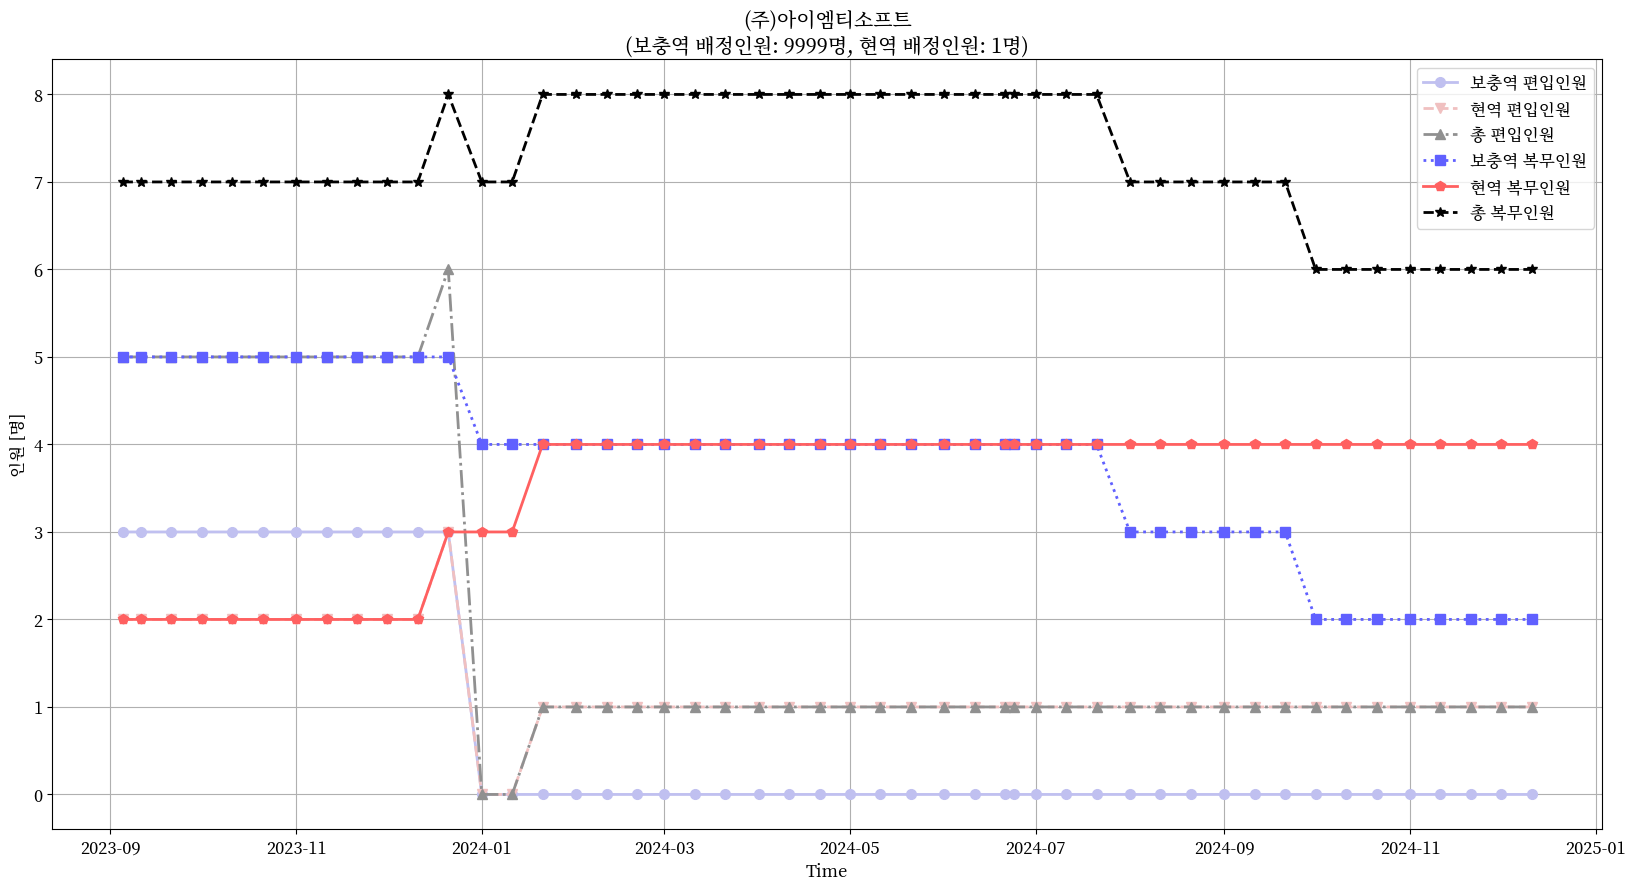 (주)아이엠티소프트
(보충역 배정인원: 9999명, 현역 배정인원: 1명)
보충역 편입인원
현역 편입인원
총 편입인원
보충역 복무인원
현역 복무인원
총 복무인원
인원 [명]
8
7
6
5
4
3
2
1
0
2023-09 2023-11 2024-01 2024-03 2024-05 2024-07 2024-09 2024-11 2025-01
Time